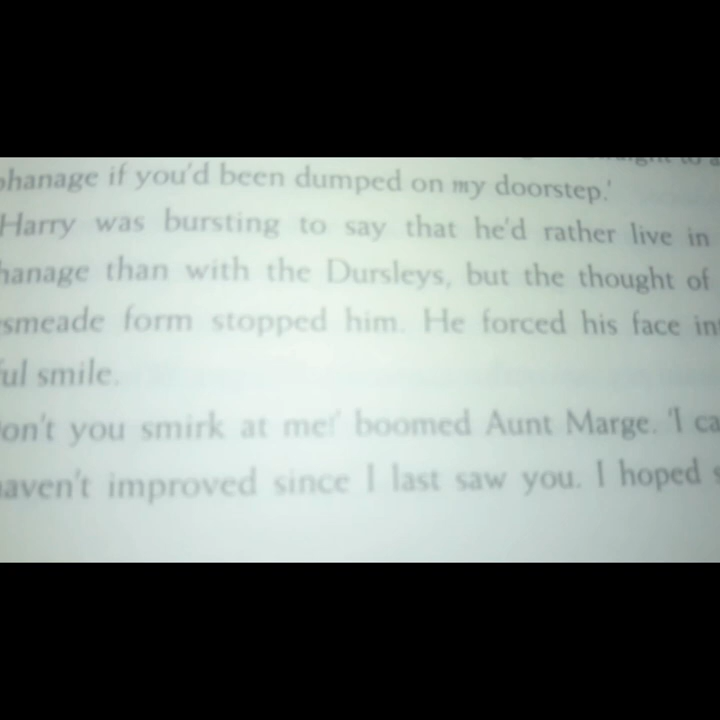 phanage if you'd been dumped on my doorstep.'
Harry was bursting to say that he'd rather live in
hanage than with the Dursleys, but the thought of
smeade form stopped him. He forced his face in
ful smile.
on't you smirk at me!' boomed Aunt Marge. 'I ca
haven't improved since I last saw you. I hoped s